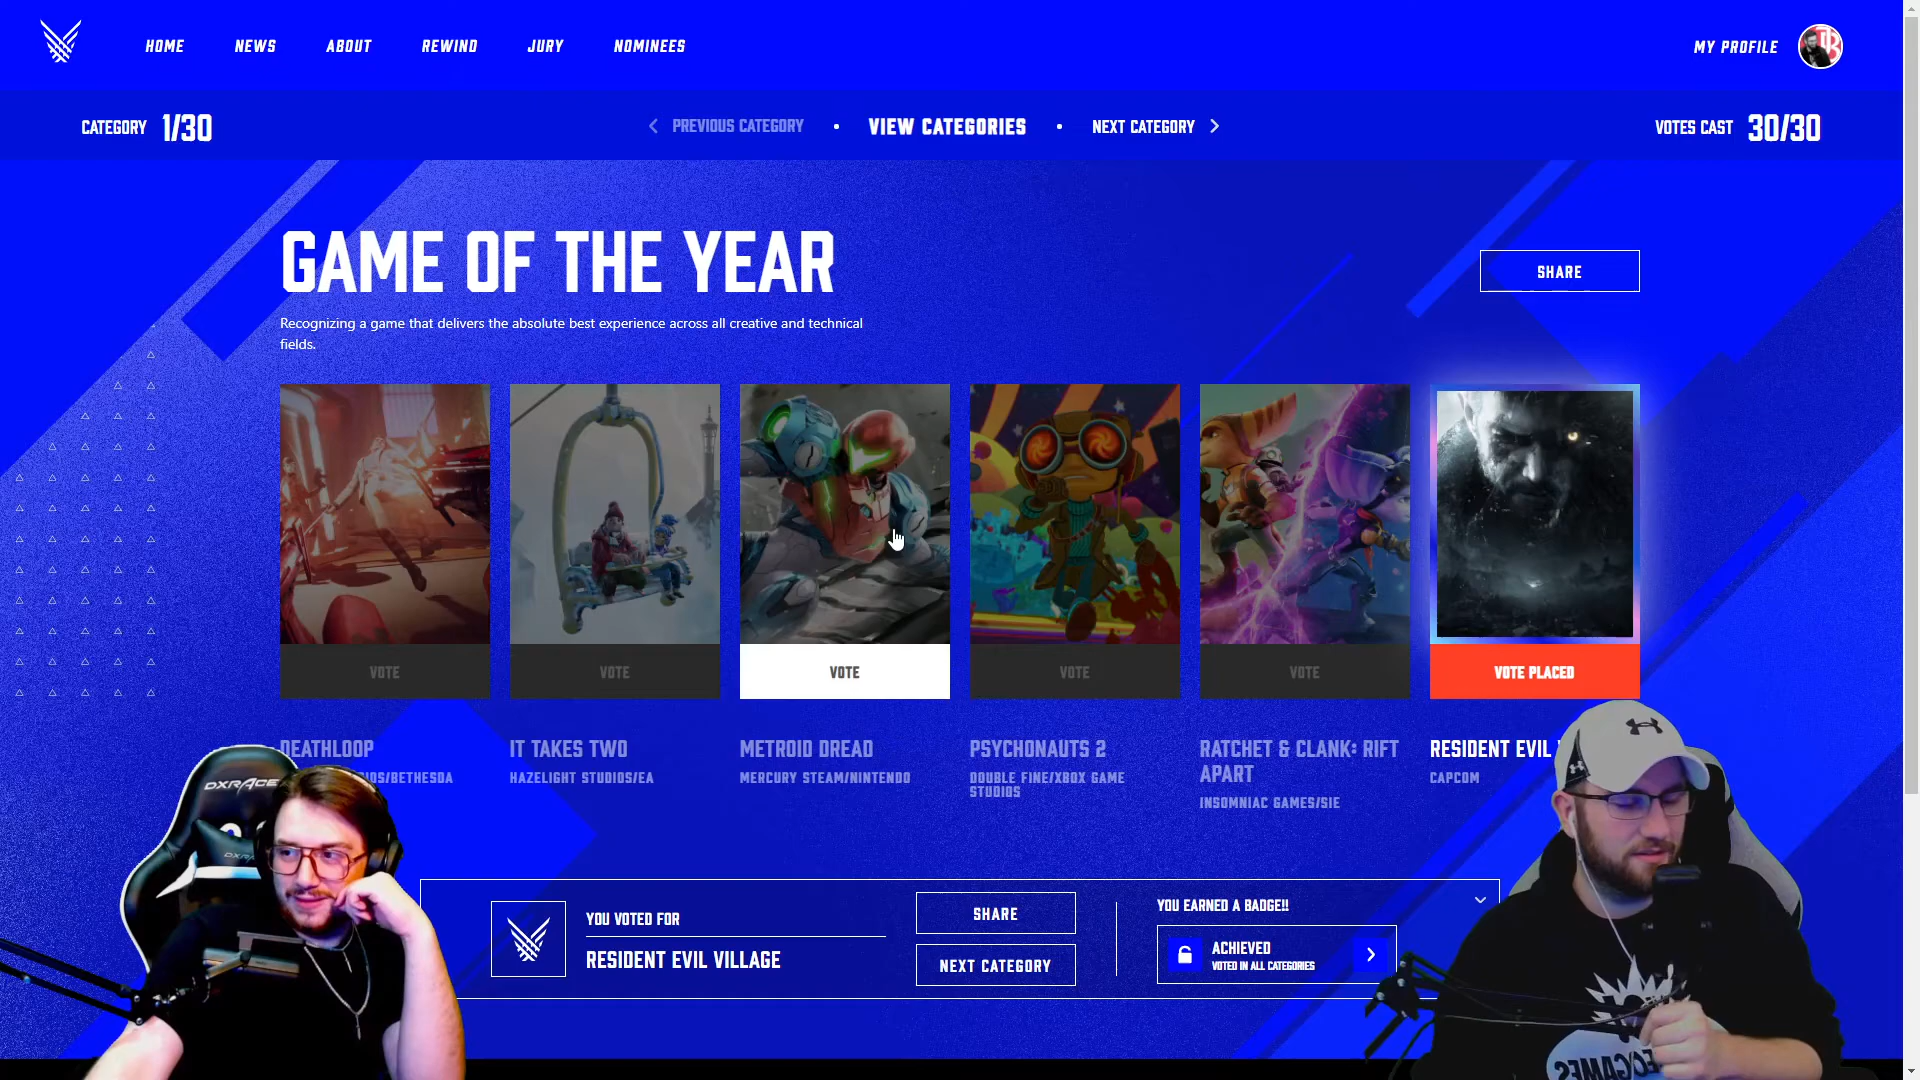 HOME NEWS ABOUT REWIND JURY NOMINEES MY PROFILE
CATEGORY 1/30 PREVIOUS CATEGORY • VIEW CATEGORIES • NEXT CATEGORY VOTES CAST 30/30
GAME OF THE YEAR
SHARE
Recognizing a game that delivers the absolute best experience across all creative and technical
fields.
VOTE VOTE VOTE VOTE VOTE VOTE PLACED
DEATHLOOP
/BETHESDA
IT TAKES TWO
HAZELIGHT STUDIOS/EA
METROID DREAD
MERCURY STEAM/NINTENDO
PSYCHONAUTS 2
DOUBLE FINE/XBOX GAME
STUDIOS
RATCHET & CLANK: RIFT
APART
INSOMNIAC GAMES/SIE
RESIDENT EVIL
CAPCOM
DXRACER
YOU VOTED FOR
RESIDENT EVIL VILLAGE
SHARE
NEXT CATEGORY
YOU EARNED A BADGE!!
ACHIEVED
VOTED IN ALL CATEGORIES